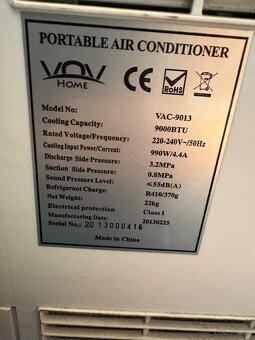 PORTABLE AIR CONDITIONER
VOV
HOME
CE
RoHS
Model No: VAC-9013
Cooling Capacity: 9000BTU
Rated Voltage/Frequency: 220-240V~/50Hz
Cooling Input Power/Current: 990W/4.4A
Discharge Side Pressure: 3.2MPa
Suction Side Pressure: 0.8MPa
Sound Pressure Level: ≤55dB(A)
Refrigerant Charge: R410/370g
Net Weight: 22kg
Electrical protection Class I
Manufacturing Date: 20130225
Serial No.: 20 13000416
Made in China